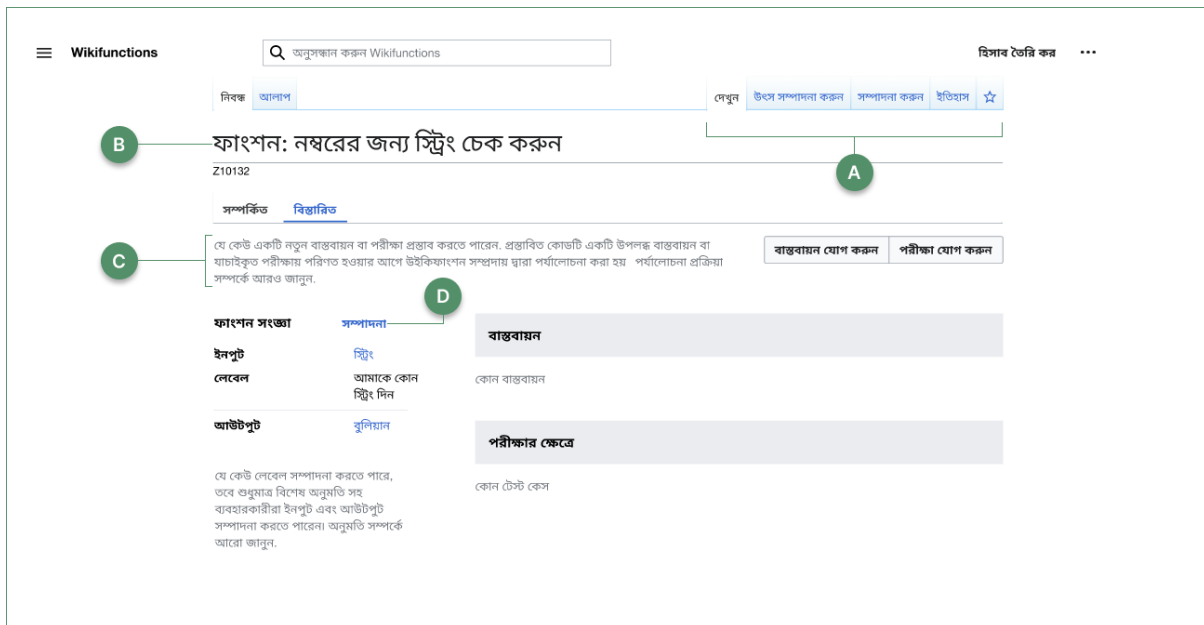 Wikifunctions
অনুসন্ধান করুন Wikifunctions
হিসাব তৈরি কর
নিবন্ধ আলাপ
দেখুন উৎস সম্পাদনা করুন সম্পাদনা করুন ইতিহাস
B
ফাংশন: নম্বরের জন্য স্ট্রিং চেক করুন
A
Z10132
সম্পর্কিত বিস্তারিত
C
যে কেউ একটি নতুন বাস্তবায়ন বা পরীক্ষা প্রস্তাব করতে পারেন. প্রস্তাবিত কোডটি একটি উপলব্ধ বাস্তবায়ন বা
যাচাইকৃত পরীক্ষায় পরিণত হওয়ার আগে উইকিফাংশন সম্প্রদায় দ্বারা পর্যালোচনা করা হয় পর্যালোচনা প্রক্রিয়া
সম্পর্কে আরও জানুন.
বাস্তবায়ন যোগ করুন পরীক্ষা যোগ করুন
D
ফাংশন সংজ্ঞা সম্পাদনা
ইনপুট স্ট্রিং
লেবেল আমাকে কোন
স্ট্রিং দিন
আউটপুট বুলিয়ান
যে কেউ লেবেল সম্পাদনা করতে পারে,
তবে শুধুমাত্র বিশেষ অনুমতি সহ
ব্যবহারকারীরা ইনপুট এবং আউটপুট
সম্পাদনা করতে পারেন। অনুমতি সম্পর্কে
আরো জানুন.
বাস্তবায়ন
কোন বাস্তবায়ন
পরীক্ষার ক্ষেত্রে
কোন টেস্ট কেস